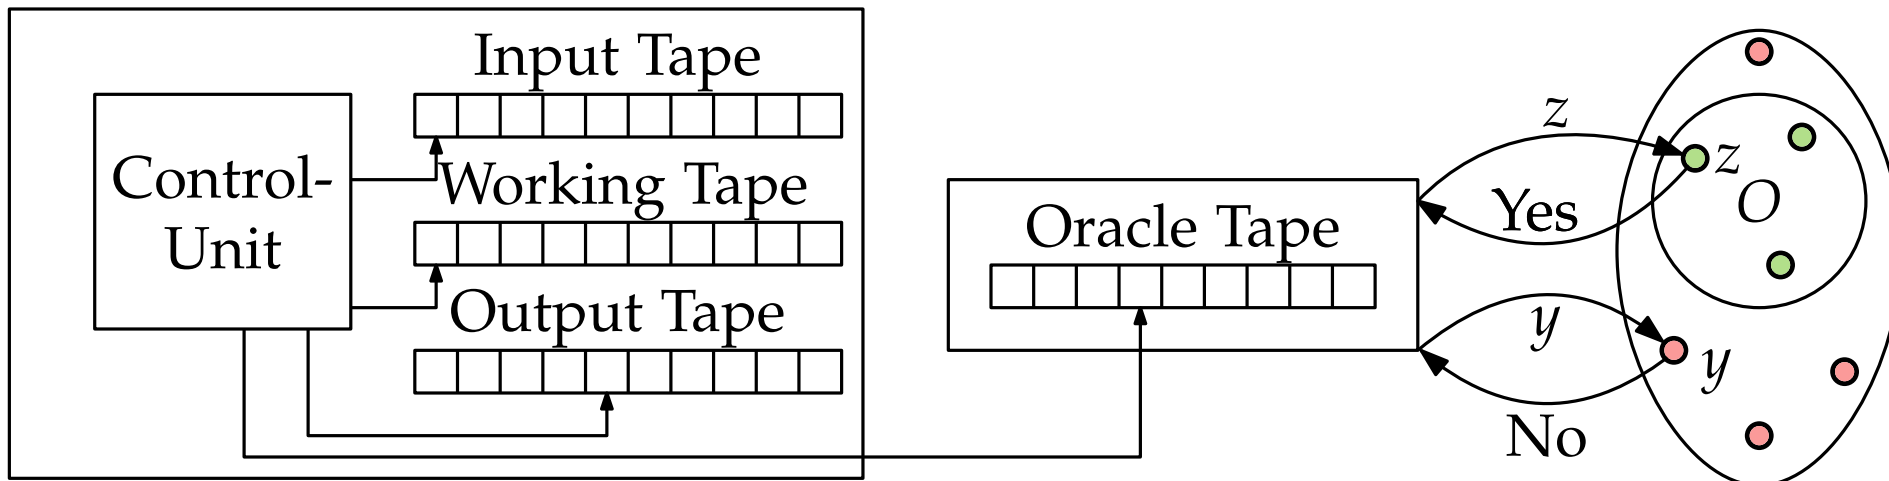 Input Tape
Control-
Unit
Working Tape
Output Tape
Oracle Tape
z
Yes
z
O
y
y
No